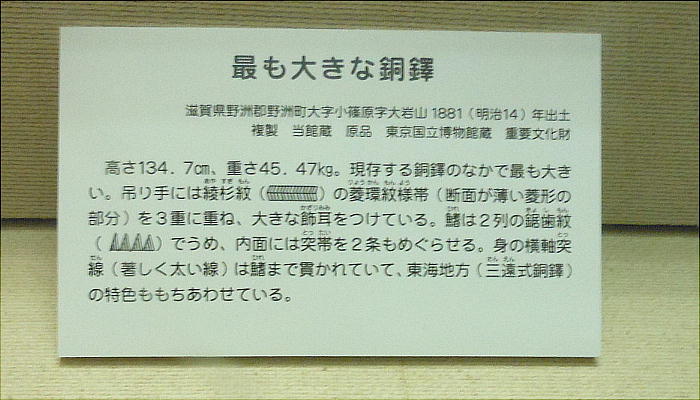 最も大きな銅鐸
滋賀県野洲郡野洲町大字小篠原字大岩山1881（明治14）年出土
複製　当館蔵　原品　東京国立博物館蔵　重要文化財
高さ134．7㎝、重さ45．47kg。現存する銅鐸のなかで最も大き
い。吊り手には綾杉紋（　　　）の菱環紋様帯（断面が薄い菱形の
部分）を３重に重ね、大きな飾耳をつけている。鰭は２列の鋸歯紋
（　　　）でうめ、内面には突帯を２条もめぐらせる。身の横軸突
線（著しく太い線）は鰭まで貫かれていて、東海地方（三遠式銅鐸）
の特色ももちあわせている。